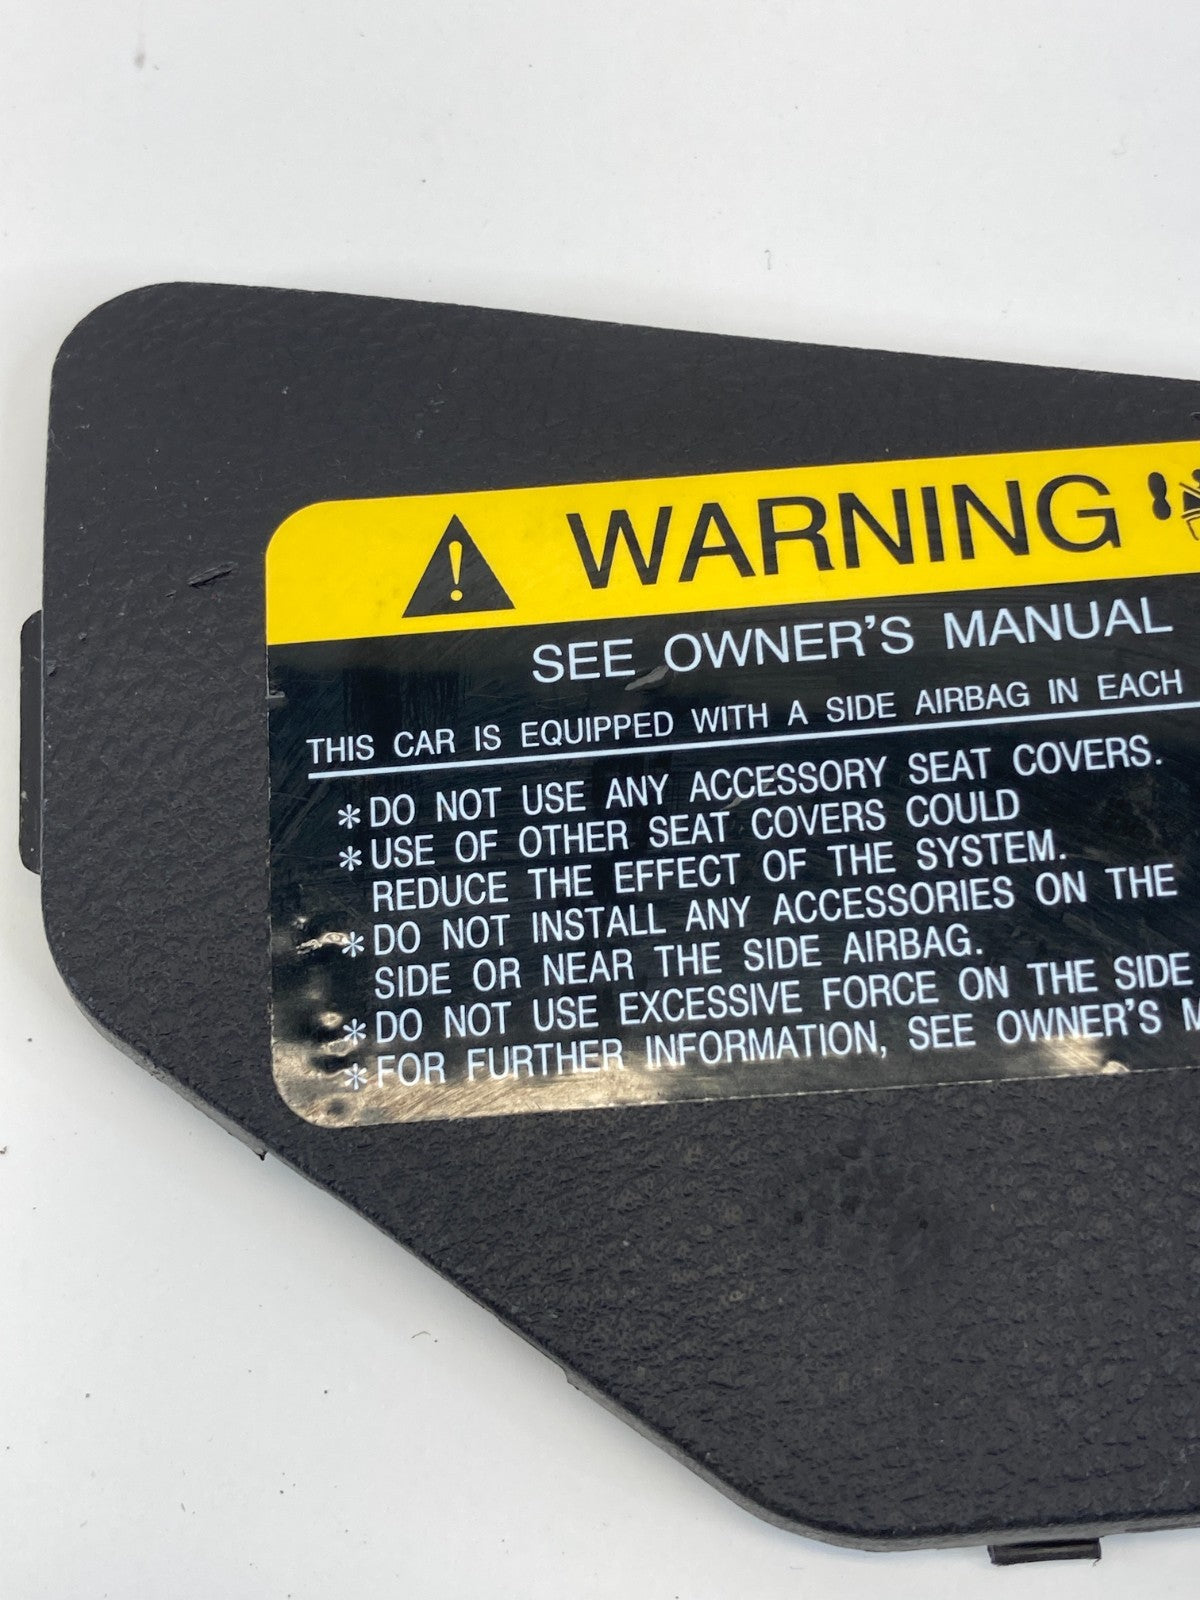 WARNING
SEE OWNER'S MANUAL
THIS CAR IS EQUIPPED WITH A SIDE AIRBAG IN EACH
*DO NOT USE ANY ACCESSORY SEAT COVERS.
*USE OF OTHER SEAT COVERS COULD
REDUCE THE EFFECT OF THE SYSTEM.
*DO NOT INSTALL ANY ACCESSORIES ON THE
SIDE OR NEAR THE SIDE AIRBAG.
*DO NOT USE EXCESSIVE FORCE ON THE SIDE
*FOR FURTHER INFORMATION, SEE OWNER'S